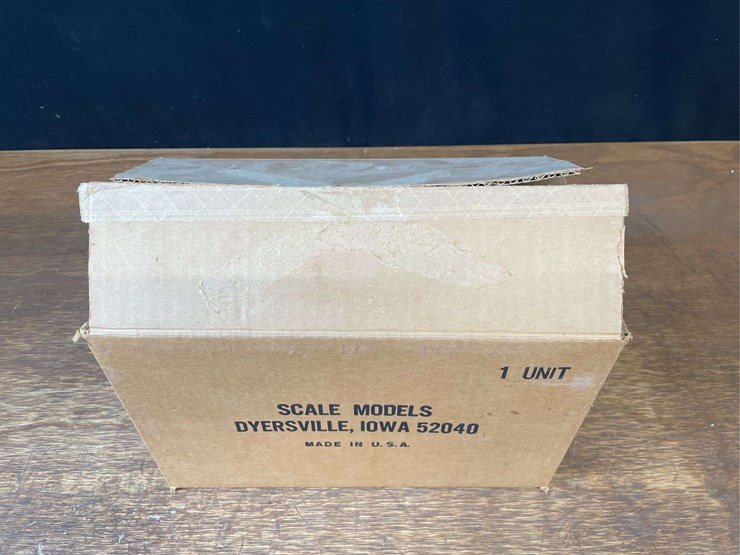 1 UNIT
SCALE MODELS
DYERSVILLE, IOWA 52040
MADE IN U.S.A.